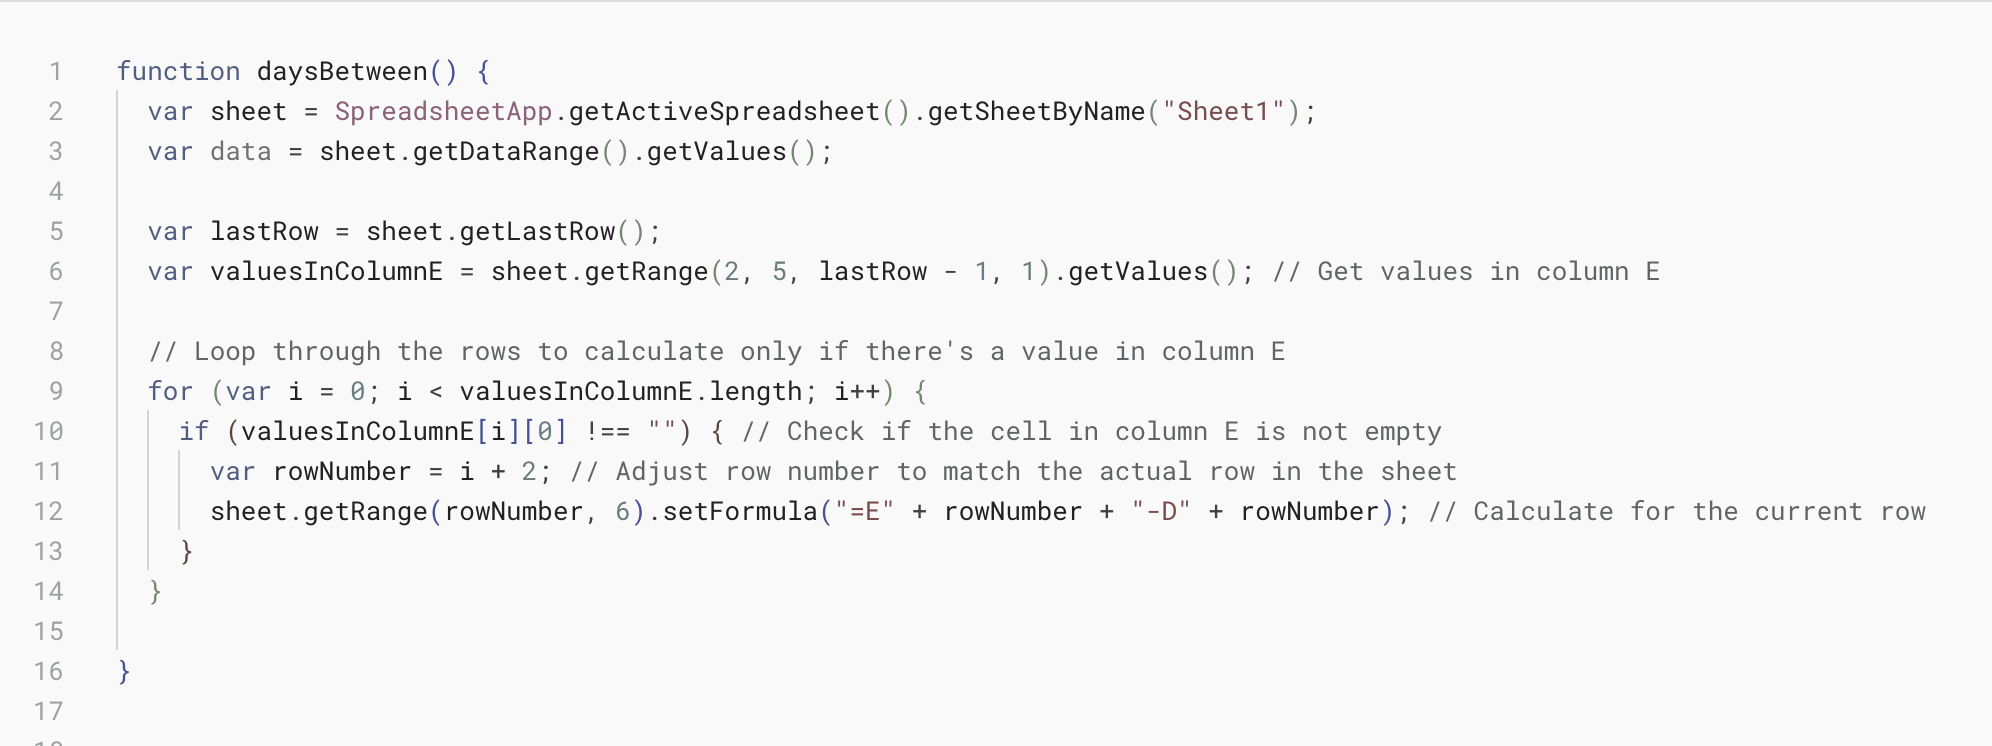 1 function daysBetween() {
2 var sheet = SpreadsheetApp.getActiveSpreadsheet().getSheetByName("Sheet1");
3 var data = sheet.getDataRange().getValues();
4
5 var lastRow = sheet.getLastRow();
6 var valuesInColumnE = sheet.getRange(2, 5, lastRow - 1, 1).getValues(); // Get values in column E
7
8 // Loop through the rows to calculate only if there's a value in column E
9 for (var i = 0; i < valuesInColumnE.length; i++) {
10 if (valuesInColumnE[i][0] !== "") { // Check if the cell in column E is not empty
11 var rowNumber = i + 2; // Adjust row number to match the actual row in the sheet
12 sheet.getRange(rowNumber, 6).setFormula("=E" + rowNumber + "-D" + rowNumber); // Calculate for the current row
13 }
14 }
15
16 }
17